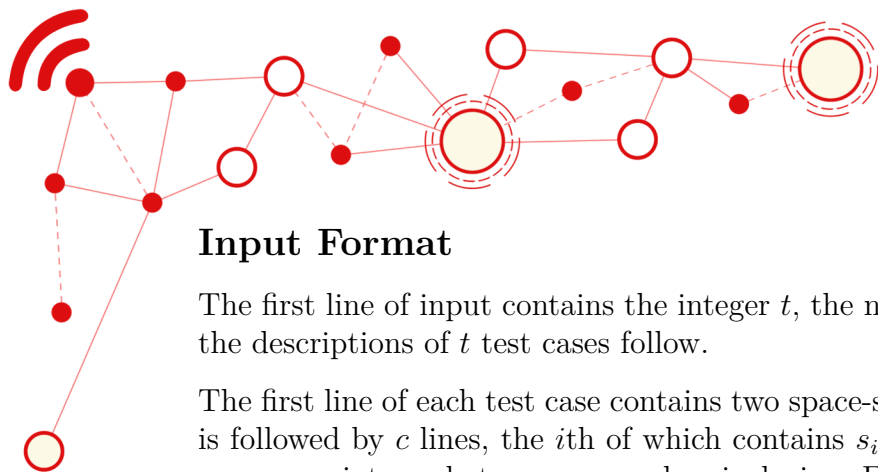 Input Format
The first line of input contains the integer t, the
the descriptions of t test cases follow.
The first line of each test case contains two
is followed by c lines, the ith of which contains s_i